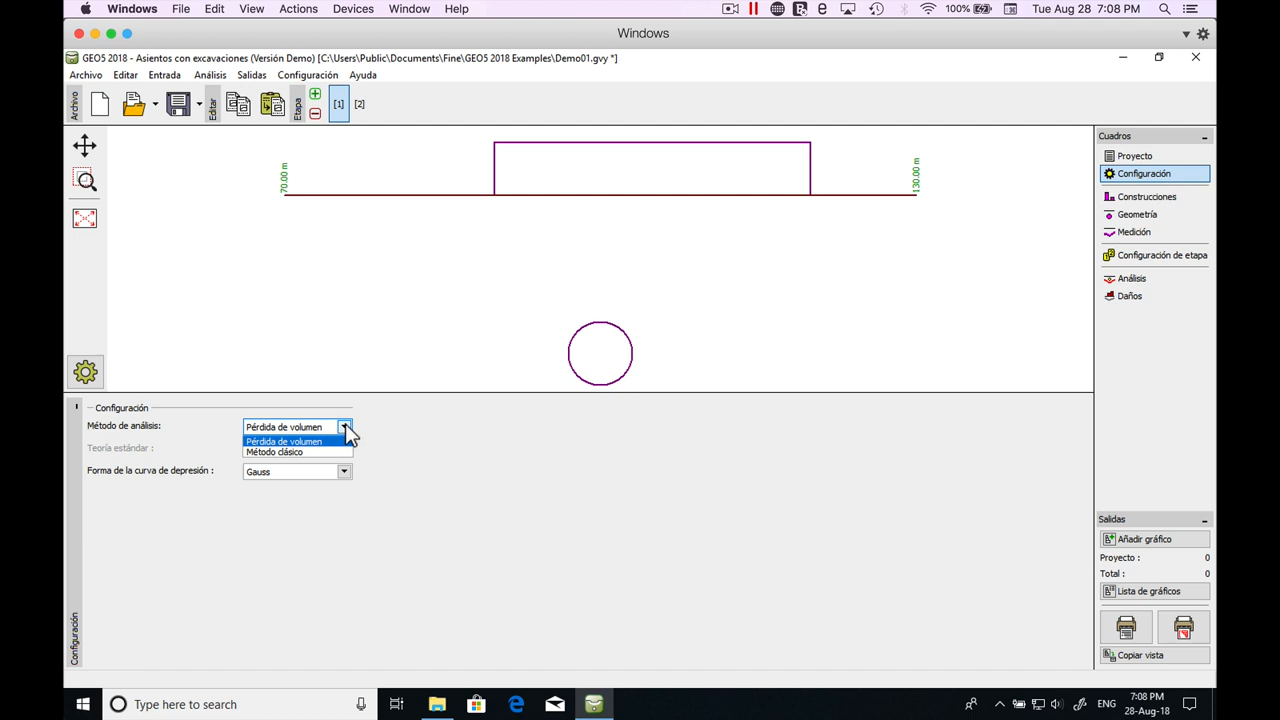 Windows File Edit View Actions Devices Window Help 100% Tue Aug 28 7:08 PM
Windows
GEO5 2018 - Asientos con excavaciones (Versión Demo) [C:\Users\Public\Documents\Fine\GEO5 2018 Examples\Demo01.gvy *]
Archivo Editar Entrada Análisis Salidas Configuración Ayuda
Archivo
Editar
Etapa
[1] [2]
70.00 m
130.00 m
Cuadros
Proyecto
Configuración
Construcciones
Geometría
Medición
Configuración de etapa
Análisis
Daños
Configuración
Método de análisis: Pérdida de volumen
Pérdida de volumen
Teoría estándar :
Método clásico
Forma de la curva de depresión : Gauss
Configuración
Salidas
Añadir gráfico
Proyecto : 0
Total : 0
Lista de gráficos
Copiar vista
Type here to search
ENG
7:08 PM
28-Aug-18